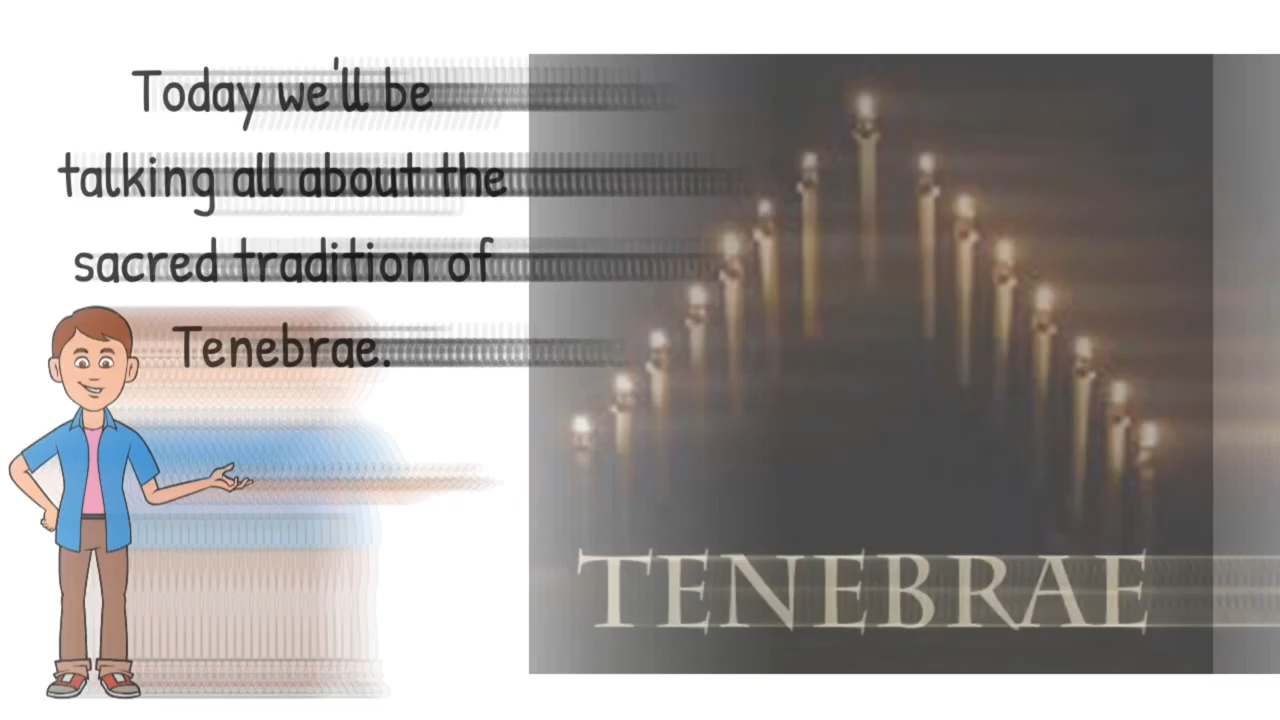 Today we'll be
talking all about the
sacred tradition of
Tenebrae.
TENEBRAE